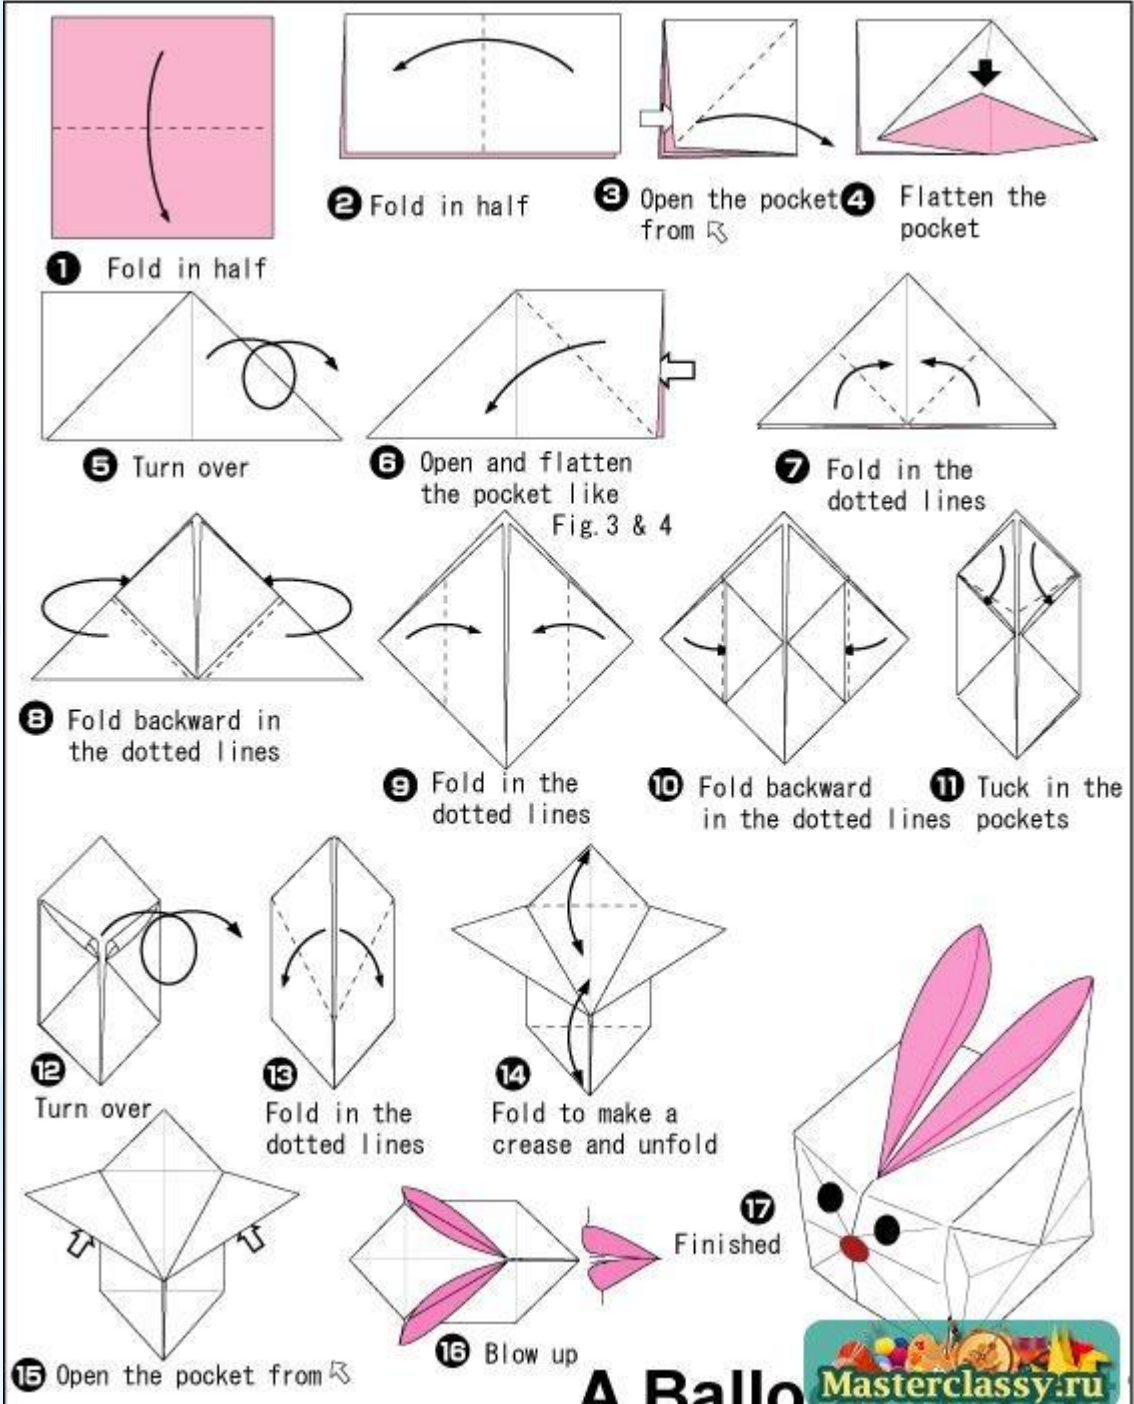 1 Fold in half
2 Fold in half
3 Open the pocket
from
4 Flatten the
pocket
5 Turn over
6 Open and flatten
the pocket like
Fig. 3 & 4
7 Fold in the
dotted lines
8 Fold backward in
the dotted lines
9 Fold in the
dotted lines
10 Fold backward
in the dotted lines
11 Tuck in the
pockets
12
Turn over
13
Fold in the
dotted lines
14
Fold to make a
crease and unfold
15 Open the pocket from
16 Blow up
17
Finished
A Ballo
Masterclassy.ru